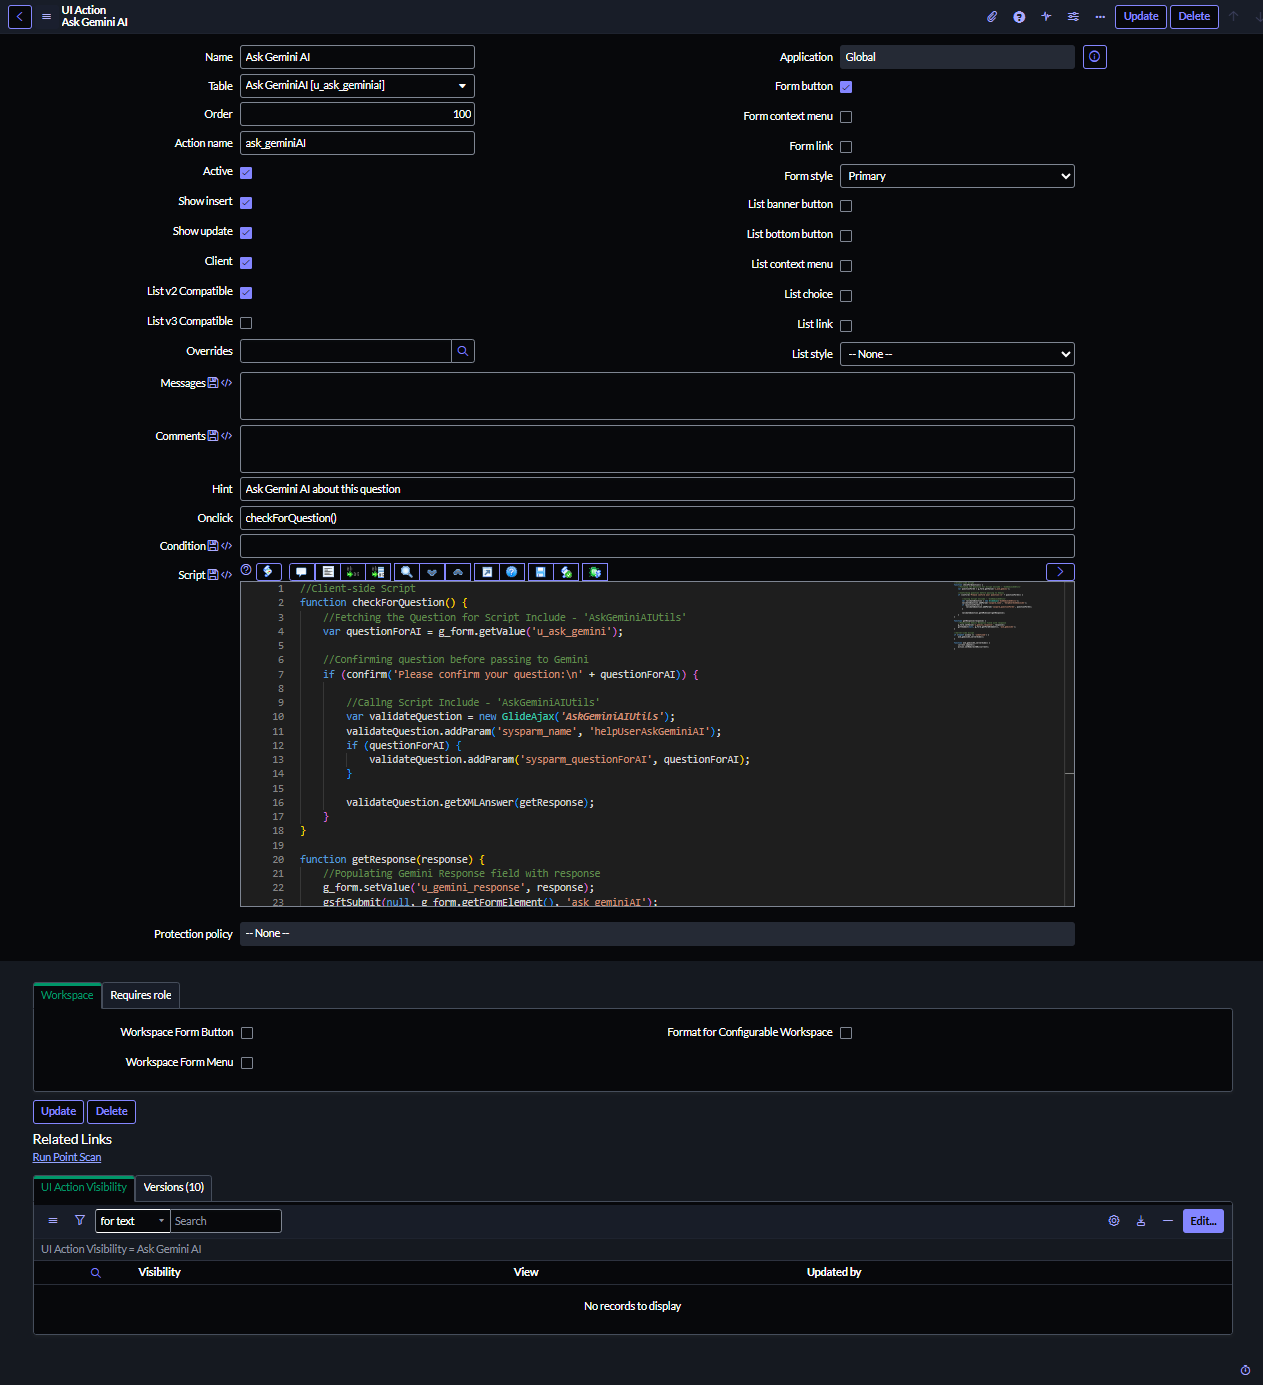 UI Action
Ask Gemini AI
Update
Delete
Name
Ask Gemini AI
Table
Ask GeminiAI [u_ask_geminiai]
Order
100
Action name
ask_geminiAI
Active
Show insert
Show update
Client
List v2 Compatible
List v3 Compatible
Overrides
Application
Global
Form button
Form context menu
Form link
Form style
Primary
List banner button
List bottom button
List context menu
List choice
List link
List style
-- None --
Messages
Comments
Hint
Ask Gemini AI about this question
Onclick
checkForQuestion()
Condition
Script
1 //Client-side Script
2 function checkForQuestion() {
3 //Fetching the Question for Script Include - 'AskGeminiAIUtils'
4 var questionForAI = g_form.getValue('u_ask_gemini');
5
6 //Confirming question before passing to Gemini
7 if (confirm('Please confirm your question:\n' + questionForAI)) {
8
9 //Callng Script Include - 'AskGeminiAIUtils'
10 var validateQuestion = new GlideAjax('AskGeminiAIUtils');
11 validateQuestion.addParam('sysparm_name', 'helpUserAskGeminiAI');
12 if (questionForAI) {
13 validateQuestion.addParam('sysparm_questionForAI', questionForAI);
14 }
15
16 validateQuestion.getXMLAnswer(getResponse);
17 }
18 }
19
20 function getResponse(response) {
21 //Populating Gemini Response field with response
22 g_form.setValue('u_gemini_response', response);
23 gsftSubmit(null, g_form.getFormElement(), 'ask_geminiAI');
Protection policy
-- None --
Workspace
Requires role
Workspace Form Button
Format for Configurable Workspace
Workspace Form Menu
Update
Delete
Related Links
Run Point Scan
UI Action Visibility
Versions (10)
for text
Search
Edit...
UI Action Visibility = Ask Gemini AI
Visibility
View
Updated by
No records to display